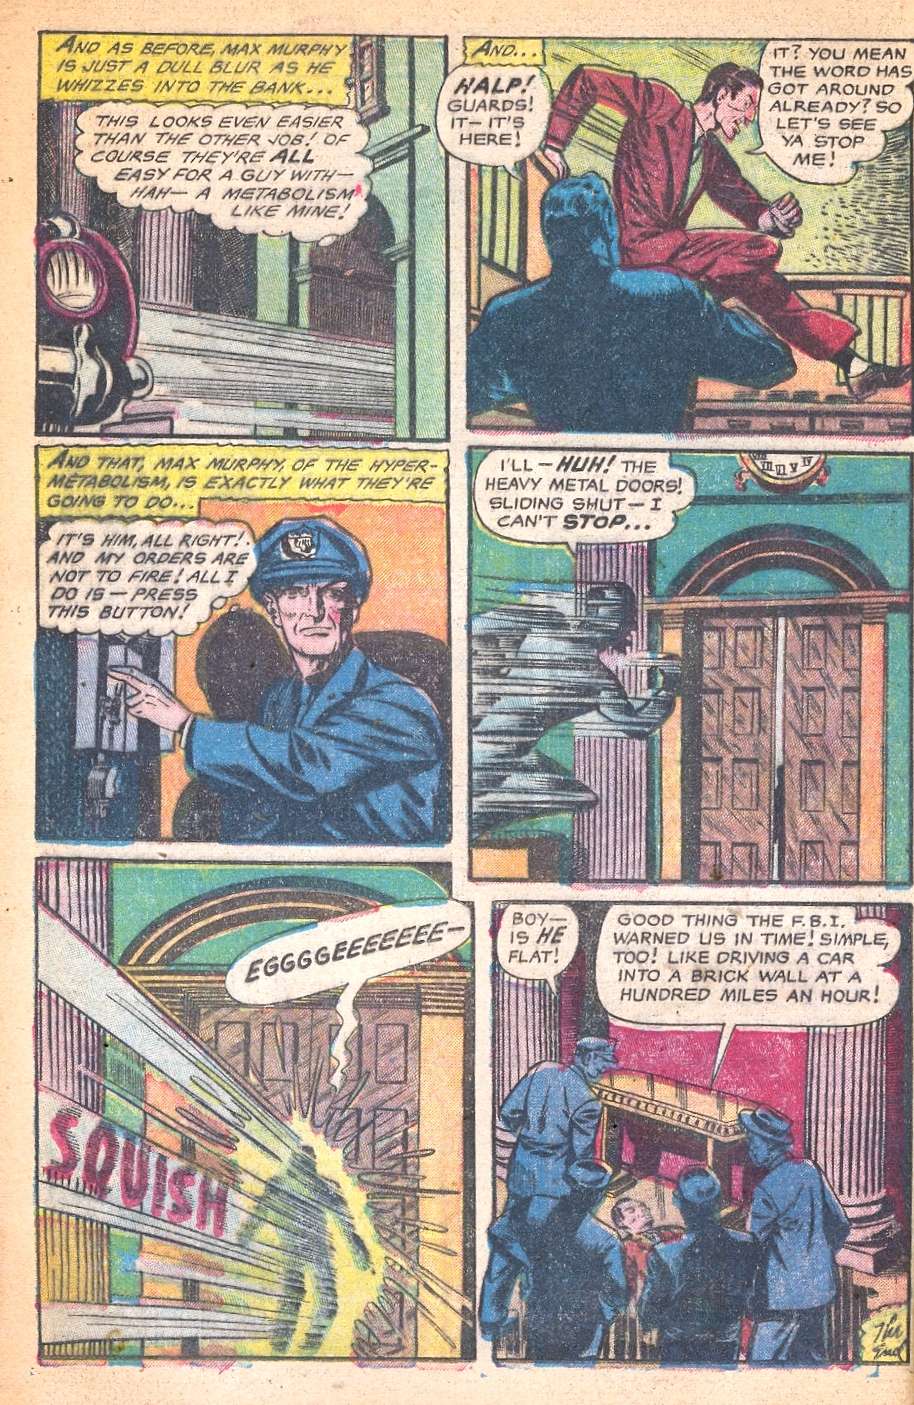 AND AS BEFORE, MAX MURPHY
IS JUST A DULL BLUR AS HE
WHIZZES INTO THE BANK...
THIS LOOKS EVEN EASIER
THAN THE OTHER JOB! OF
COURSE THEY'RE ALL
EASY FOR A GUY WITH—
HAH— A METABOLISM
LIKE MINE!
AND...
HALP!
GUARDS!
IT— IT'S
HERE!
IT? YOU MEAN
THE WORD HAS
GOT AROUND
ALREADY? SO
LET'S SEE
YA STOP
ME!
AND THAT, MAX MURPHY, OF THE HYPER-
METABOLISM, IS EXACTLY WHAT THEY'RE
GOING TO DO...
IT'S HIM, ALL RIGHT!
AND MY ORDERS ARE
NOT TO FIRE! ALL I
DO IS— PRESS
THIS BUTTON!
I'LL— HUH! THE
HEAVY METAL DOORS!
SLIDING SHUT— I
CAN'T STOP...
EGGGGEEEEEEE—
SQUISH
BOY—
IS HE
FLAT!
GOOD THING THE F.B.I.
WARNED US IN TIME! SIMPLE,
TOO! LIKE DRIVING A CAR
INTO A BRICK WALL AT A
HUNDRED MILES AN HOUR!
The
End